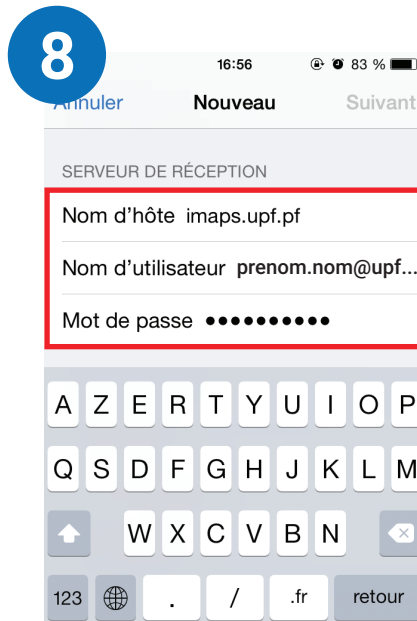 8
16:56 83 %
Annuler Nouveau Suivant
SERVEUR DE RÉCEPTION
Nom d’hôte imaps.upf.pf
Nom d’utilisateur prenom.nom@upf...
Mot de passe ●●●●●●●●●●
A Z E R T Y U I O P
Q S D F G H J K L M
W X C V B N
123 . / .fr retour